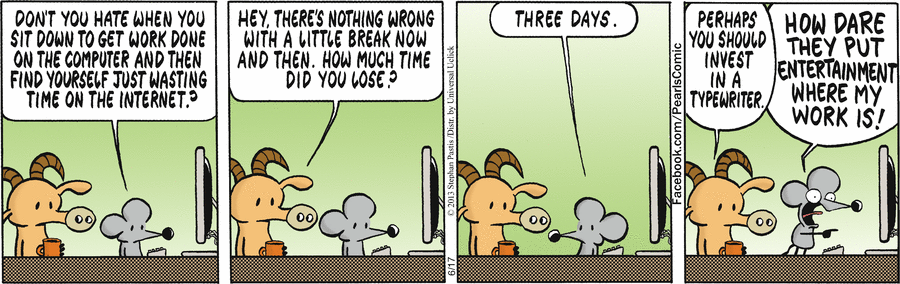 DON'T YOU HATE WHEN YOU
SIT DOWN TO GET WORK DONE
ON THE COMPUTER AND THEN
FIND YOURSELF JUST WASTING
TIME ON THE INTERNET?
HEY, THERE'S NOTHING WRONG
WITH A LITTLE BREAK NOW
AND THEN. HOW MUCH TIME
DID YOU LOSE?
© 2013 Stephan Pastis /Distr. by Universal Uclick
6/17
THREE DAYS.
Facebook.com/PearlsComic
PERHAPS
YOU SHOULD
INVEST
IN A
TYPEWRITER.
HOW DARE
THEY PUT
ENTERTAINMENT
WHERE MY
WORK IS!